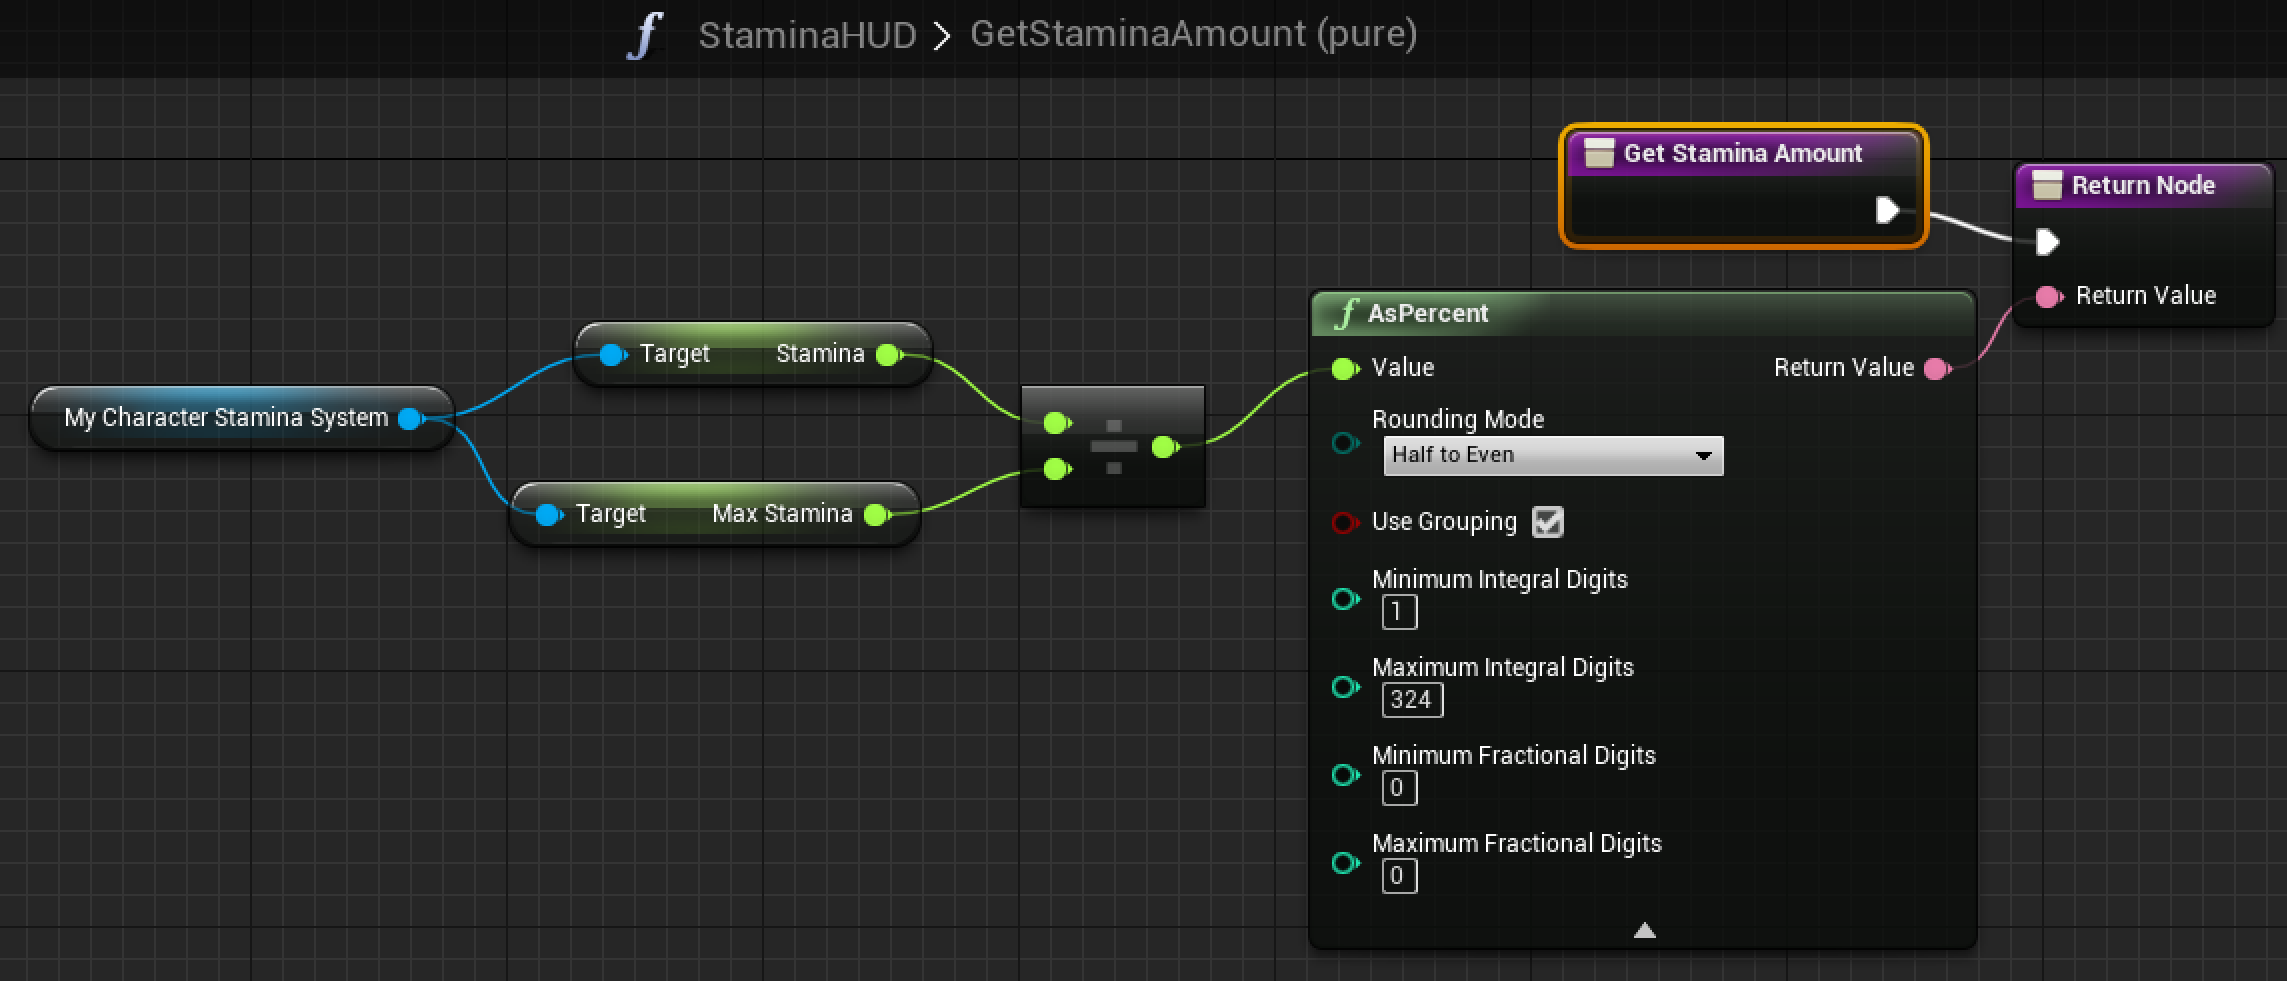 StaminaHUD > GetStaminaAmount (pure)
Get Stamina Amount
Return Node
Return Value
My Character Stamina System
Target Stamina
Target Max Stamina
AsPercent
Value Return Value
Rounding Mode
Half to Even
Use Grouping
Minimum Integral Digits
1
Maximum Integral Digits
324
Minimum Fractional Digits
0
Maximum Fractional Digits
0